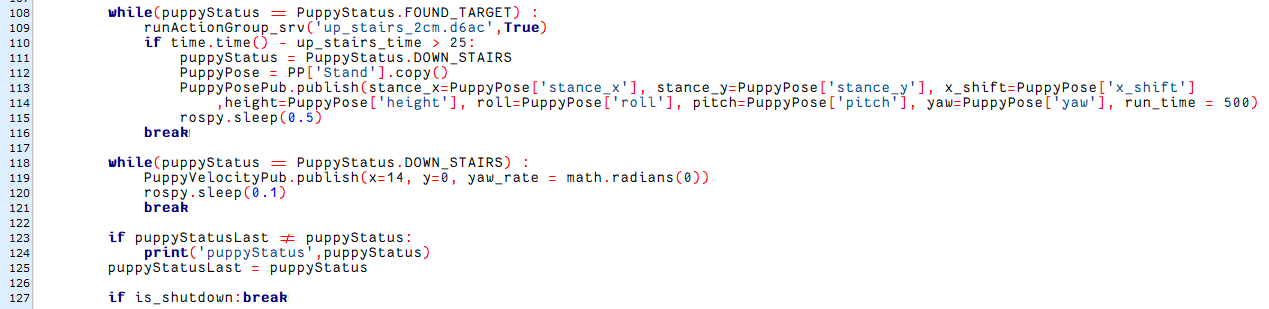 108 while(puppyStatus == PuppyStatus.FOUND_TARGET) :
109 runActionGroup_srv('up_stairs_2cm.d6ac',True)
110 if time.time() - up_stairs_time > 25:
111 puppyStatus = PuppyStatus.DOWN_STAIRS
112 PuppyPose = PP['Stand'].copy()
113 PuppyPosePub.publish(stance_x=PuppyPose['stance_x'], stance_y=PuppyPose['stance_y'], x_shift=PuppyPose['x_shift']
114 ,height=PuppyPose['height'], roll=PuppyPose['roll'], pitch=PuppyPose['pitch'], yaw=PuppyPose['yaw'], run_time = 500)
115 rospy.sleep(0.5)
116 break
117
118 while(puppyStatus == PuppyStatus.DOWN_STAIRS) :
119 PuppyVelocityPub.publish(x=14, y=0, yaw_rate = math.radians(0))
120 rospy.sleep(0.1)
121 break
122
123 if puppyStatusLast != puppyStatus:
124 print('puppyStatus',puppyStatus)
125 puppyStatusLast = puppyStatus
126
127 if is_shutdown:break